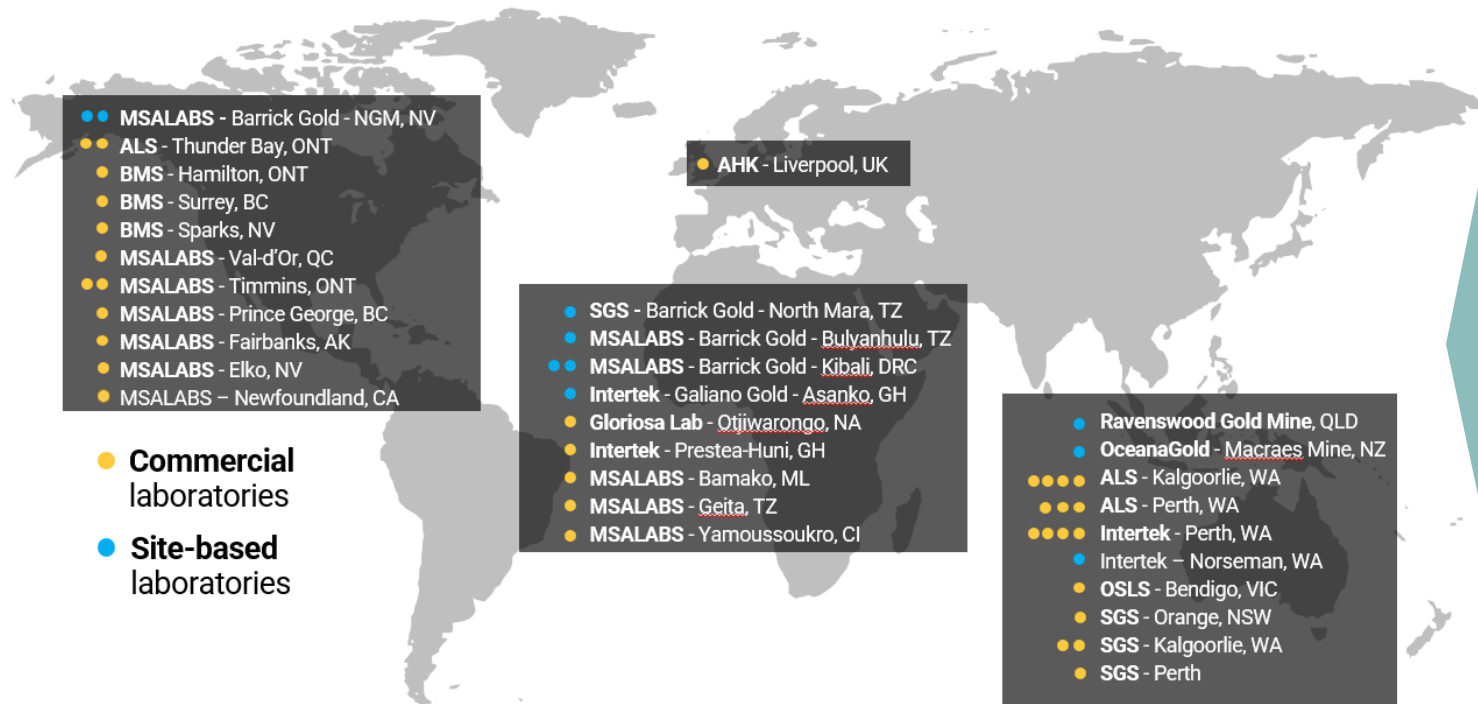 MSALABS - Barrick Gold - NGM, NV
ALS - Thunder Bay, ONT
BMS - Hamilton, ONT
BMS - Surrey, BC
BMS - Sparks, NV
MSALABS - Val-d'Or, QC
MSALABS - Timmins, ONT
MSALABS - Prince George, BC
MSALABS - Fairbanks, AK
MSALABS - Elko, NV
MSALABS – Newfoundland, CA
Commercial
laboratories
Site-based
laboratories
AHK - Liverpool, UK
SGS - Barrick Gold - North Mara, TZ
MSALABS - Barrick Gold - Bulyanhulu, TZ
MSALABS - Barrick Gold - Kibali, DRC
Intertek - Galiano Gold - Asanko, GH
Gloriosa Lab - Otjiwarongo, NA
Intertek - Prestea-Huni, GH
MSALABS - Bamako, ML
MSALABS - Geita, TZ
MSALABS - Yamoussoukro, CI
Ravenswood Gold Mine, QLD
OceanaGold - Macraes Mine, NZ
ALS - Kalgoorlie, WA
ALS - Perth, WA
Intertek - Perth, WA
Intertek – Norseman, WA
OSLS - Bendigo, VIC
SGS - Orange, NSW
SGS - Kalgoorlie, WA
SGS - Perth